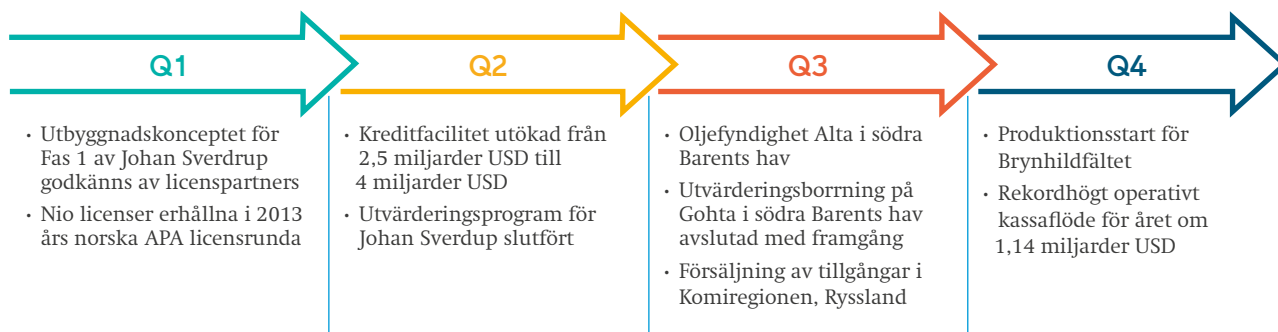 Q1
· Utbyggnadskonceptet för
Fas 1 av Johan Sverdrup
godkänns av licenspartners
· Nio licenser erhållna i 2013
års norska APA licensrunda
Q2
· Kreditfacilitet utökad från
2,5 miljarder USD till
4 miljarder USD
· Utvärderingsprogram för
Johan Sverdup slutfört
Q3
· Oljefyndighet Alta i södra
Barents hav
· Utvärderingsborrning på
Gohta i södra Barents hav
avslutad med framgång
· Försäljning av tillgångar i
Komiregionen, Ryssland
Q4
· Produktionsstart för
Brynhildfältet
· Rekordhögt operativt
kassaflöde för året om
1,14 miljarder USD